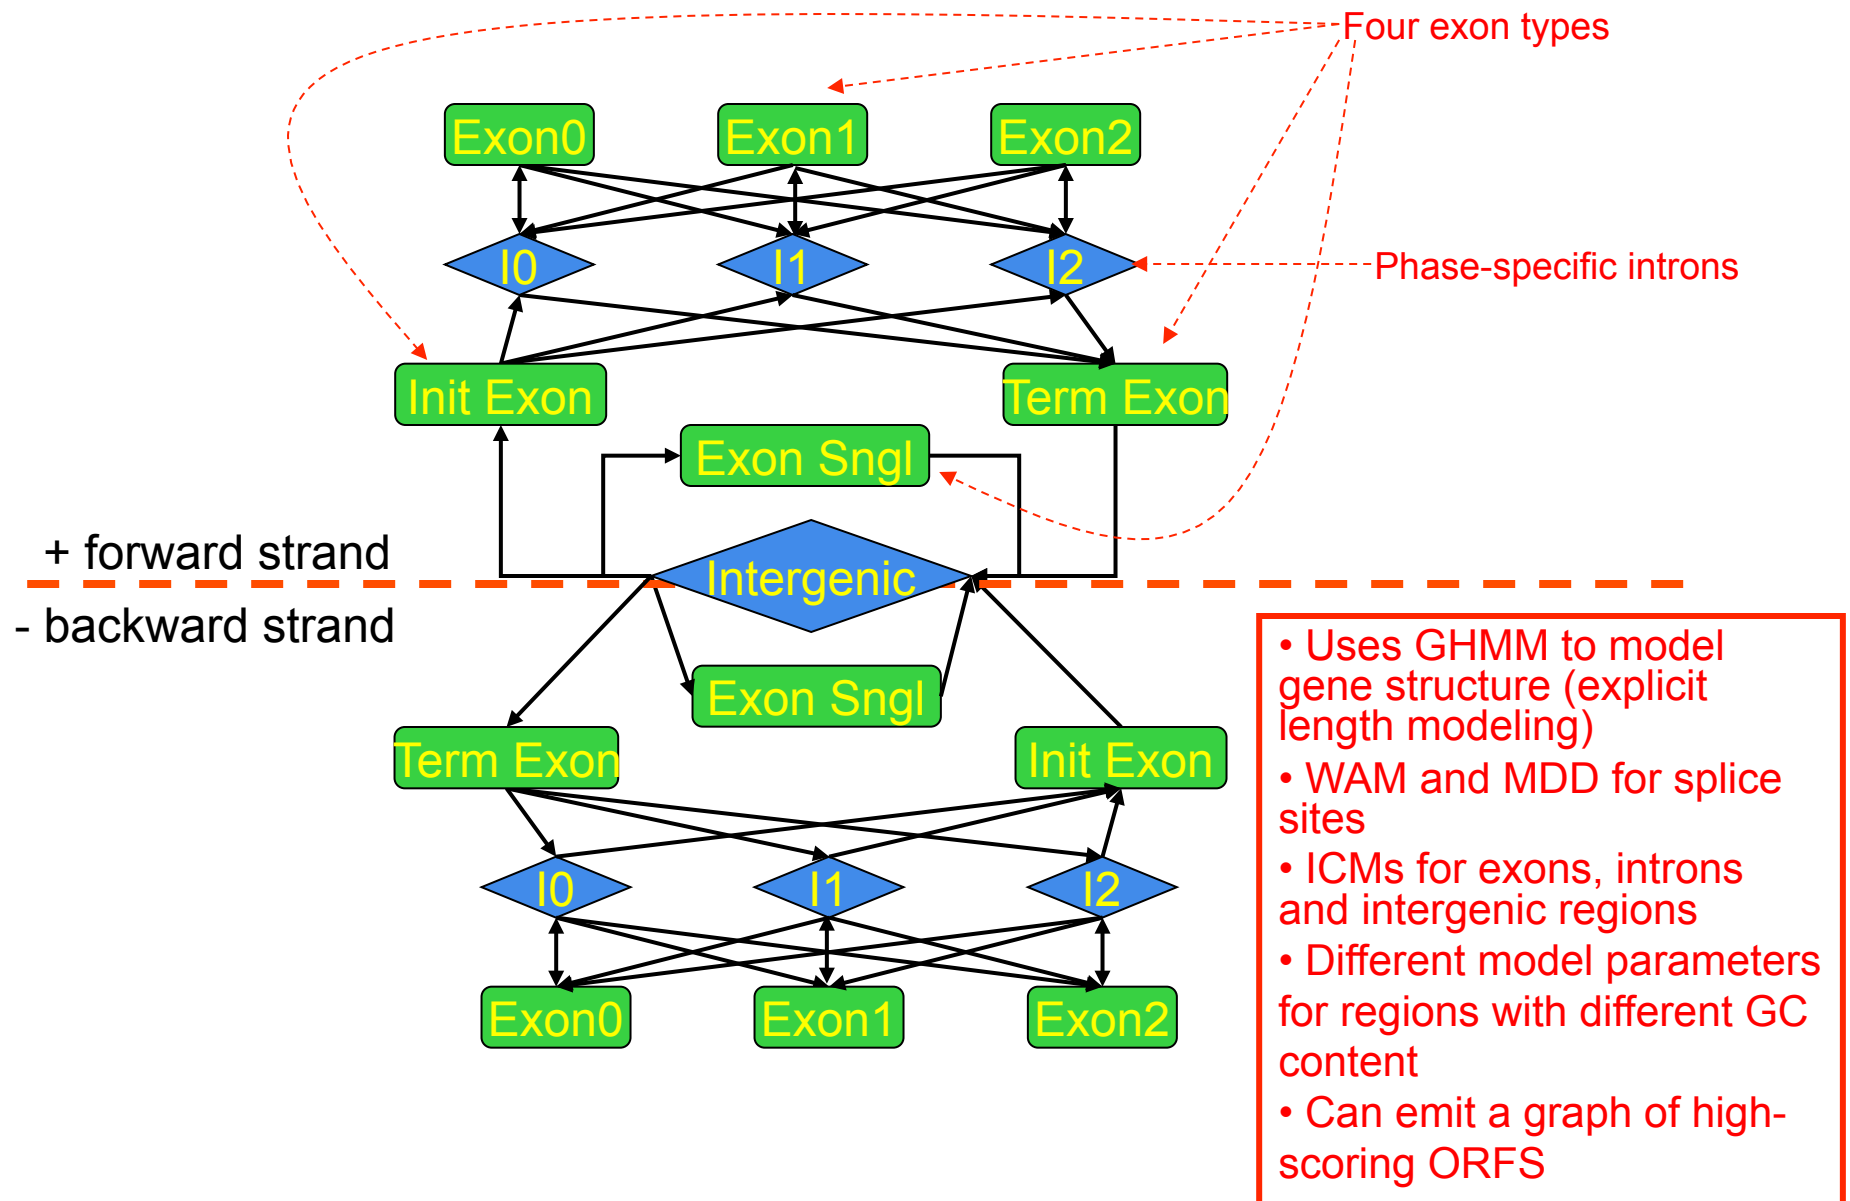 Four exon types
Exon0 Exon1 Exon2
I0 I1 I2
Phase-specific introns
Init Exon Term Exon
Exon Sngl
+ forward strand
Intergenic
- backward strand
Exon Sngl
Term Exon Init Exon
I0 I1 I2
Exon0 Exon1 Exon2
• Uses GHMM to model
gene structure (explicit
length modeling)
• WAM and MDD for splice
sites
• ICMs for exons, introns
and intergenic regions
• Different model parameters
for regions with different GC
content
• Can emit a graph of high-
scoring ORFS